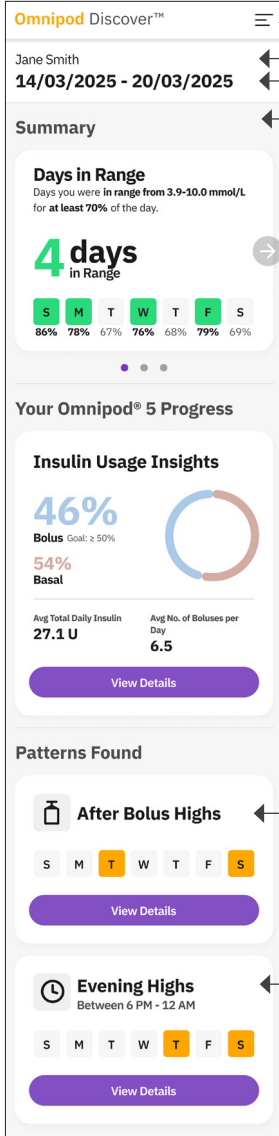 Omnipod Discover™
Jane Smith
14/03/2025 - 20/03/2025
Summary
Days in Range
Days you were in range from 3.9-10.0 mmol/L
for at least 70% of the day.
4 days
in Range
S M T W T F S
86% 78% 67% 76% 68% 79% 69%
Your Omnipod® 5 Progress
Insulin Usage Insights
46%
Bolus Goal: ≥ 50%
54%
Basal
Avg Total Daily Insulin
27.1 U
Avg No. of Boluses per
Day
6.5
View Details
Patterns Found
After Bolus Highs
S M T W T F S
View Details
Evening Highs
Between 6 PM - 12 AM
S M T W T F S
View Details